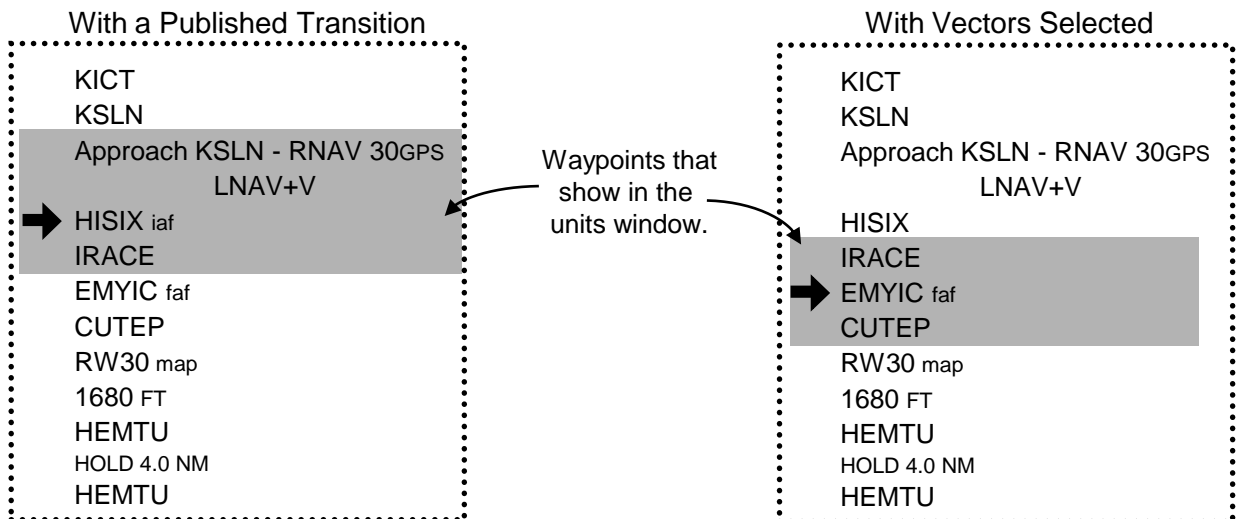 With a Published Transition
KICT
KSLN
Approach KSLN - RNAV 30GPS
LNAV+V
HISIX iaf
IRACE
EMYIC faf
CUTEP
RW30 map
1680 FT
HEMTU
HOLD 4.0 NM
HEMTU
Waypoints that
show in the
units window.
With Vectors Selected
KICT
KSLN
Approach KSLN - RNAV 30GPS
LNAV+V
HISIX
IRACE
EMYIC faf
CUTEP
RW30 map
1680 FT
HEMTU
HOLD 4.0 NM
HEMTU